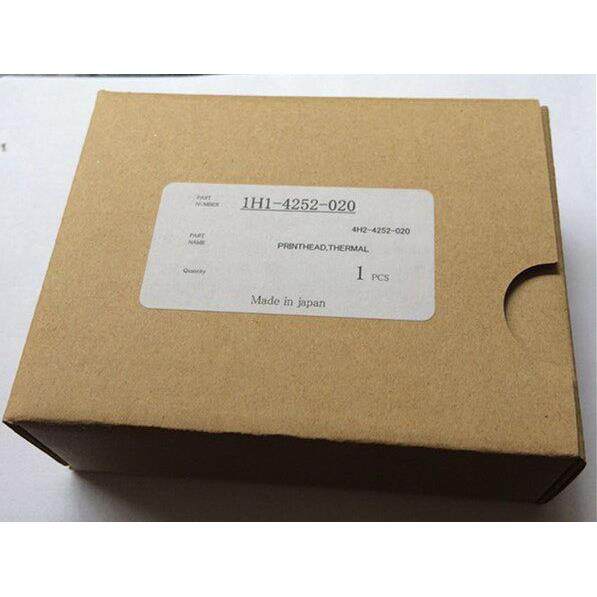 PART NUMBER 1H1-4252-020
4H2-4252-020
PART NAME PRINTHEAD,THERMAL
Quantity 1 PCS
Made in japan